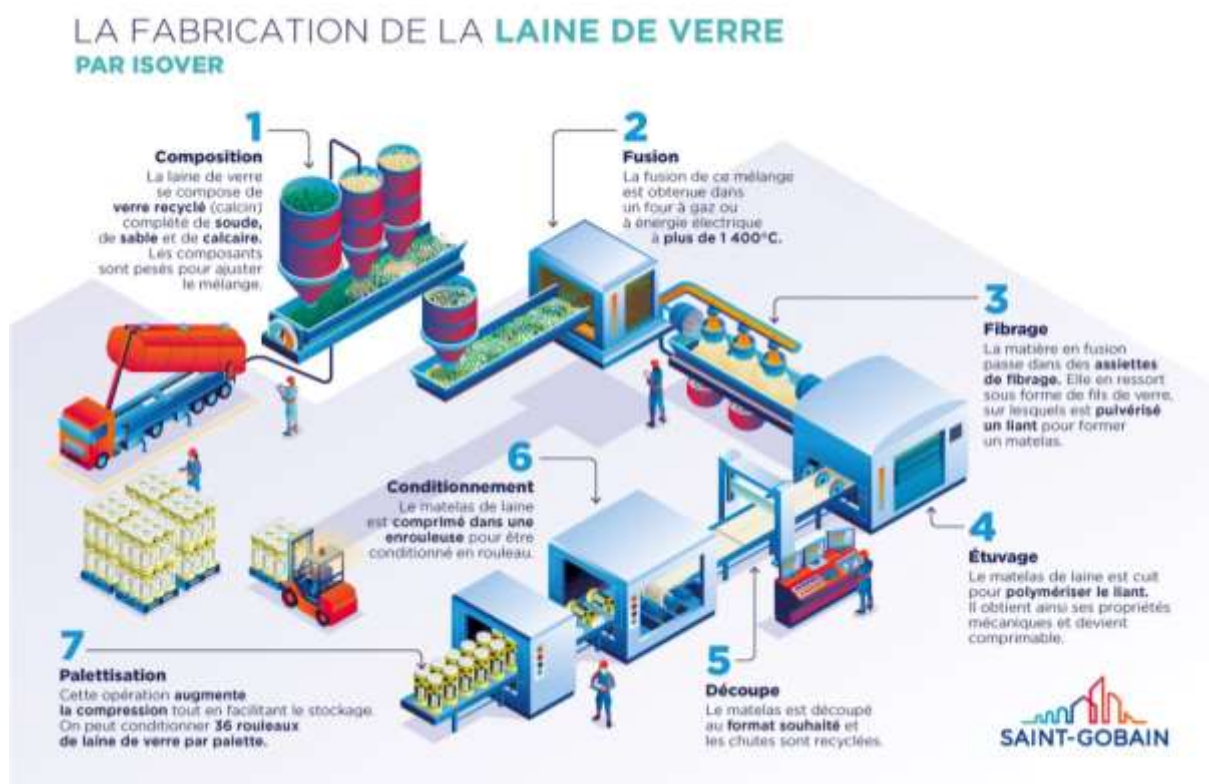 LA FABRICATION DE LA LAINE DE VERRE
PAR ISOVER
1
Composition
La laine de verre
se compose de
verre recyclé (calcin)
complété de soude,
de sable et de calcaire.
Les composants
sont pesés pour ajuster
le mélange.
2
Fusion
La fusion de ce mélange
est obtenue dans
un four à gaz ou
à énergie électrique
à plus de 1 400°C.
3
Fibrage
La matière en fusion
passe dans des assiettes
de fibrage. Elle en ressort
sous forme de fils de verre,
sur lesquels est pulvérisé
un liant pour former
un matelas.
4
Étuvage
Le matelas de laine est cuit
pour polymériser le liant.
Il obtient ainsi ses propriétés
mécaniques et devient
comprimable.
5
Découpe
Le matelas est découpé
au format souhaité et
les chutes sont recyclées.
6
Conditionnement
Le matelas de laine
est comprimé dans une
enrouleuse pour être
conditionné en rouleau.
7
Palettisation
Cette opération augmente
la compression tout en facilitant le stockage.
On peut conditionner 36 rouleaux
de laine de verre par palette.
SAINT-GOBAIN